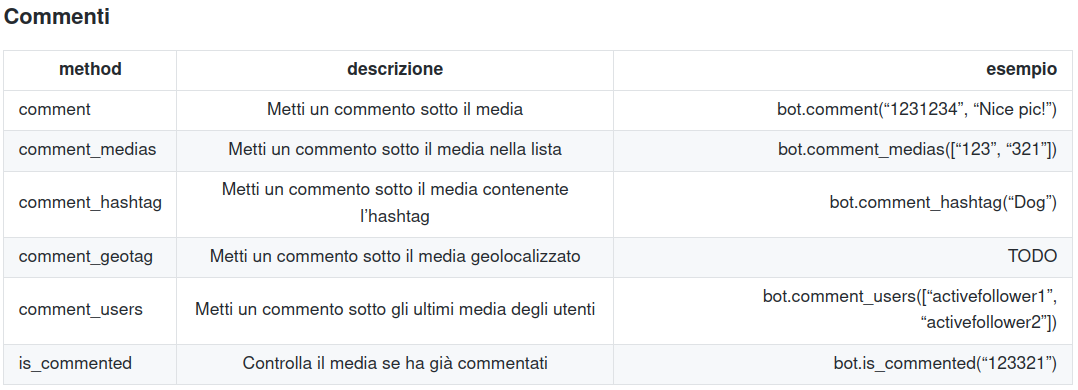 Commenti
method descrizione esempio
comment Metti un commento sotto il media bot.comment(“1231234”, “Nice pic!”)
comment_medias Metti un commento sotto il media nella lista bot.comment_medias([“123”, “321”])
comment_hashtag Metti un commento sotto il media contenente
l’hashtag bot.comment_hashtag(“Dog”)
comment_geotag Metti un commento sotto il media geolocalizzato TODO
comment_users Metti un commento sotto gli ultimi media degli utenti bot.comment_users([“activefollower1”,
“activefollower2”])
is_commented Controlla il media se ha già commentati bot.is_commented(“123321”)